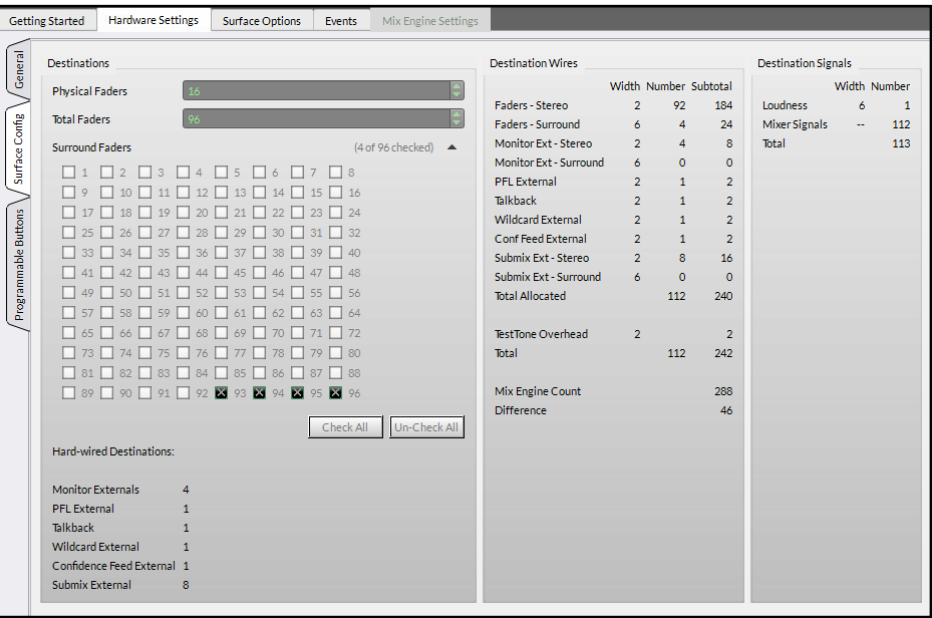 Getting Started Hardware Settings Surface Options Events Mix Engine Settings
General
Surface Config
Programmable Buttons
Destinations
Physical Faders 16
Total Faders 96
Surround Faders (4 of 96 checked)
1 2 3 4 5 6 7 8
9 10 11 12 13 14 15 16
17 18 19 20 21 22 23 24
25 26 27 28 29 30 31 32
33 34 35 36 37 38 39 40
41 42 43 44 45 46 47 48
49 50 51 52 53 54 55 56
57 58 59 60 61 62 63 64
65 66 67 68 69 70 71 72
73 74 75 76 77 78 79 80
81 82 83 84 85 86 87 88
89 90 91 92 93 94 95 96
Check All Un-Check All
Hard-wired Destinations:
Monitor Externals 4
PFL External 1
Talkback 1
Wildcard External 1
Confidence Feed External 1
Submix External 8
Destination Wires
Width Number Subtotal
Faders - Stereo 2 92 184
Faders - Surround 6 4 24
Monitor Ext - Stereo 2 4 8
Monitor Ext - Surround 6 0 0
PFL External 2 1 2
Talkback 2 1 2
Wildcard External 2 1 2
Conf Feed External 2 1 2
Submix Ext - Stereo 2 8 16
Submix Ext - Surround 6 0 0
Total Allocated 112 240
TestTone Overhead 2 2
Total 112 242
Mix Engine Count 288
Difference 46
Destination Signals
Width Number
Loudness 6 1
Mixer Signals -- 112
Total 113